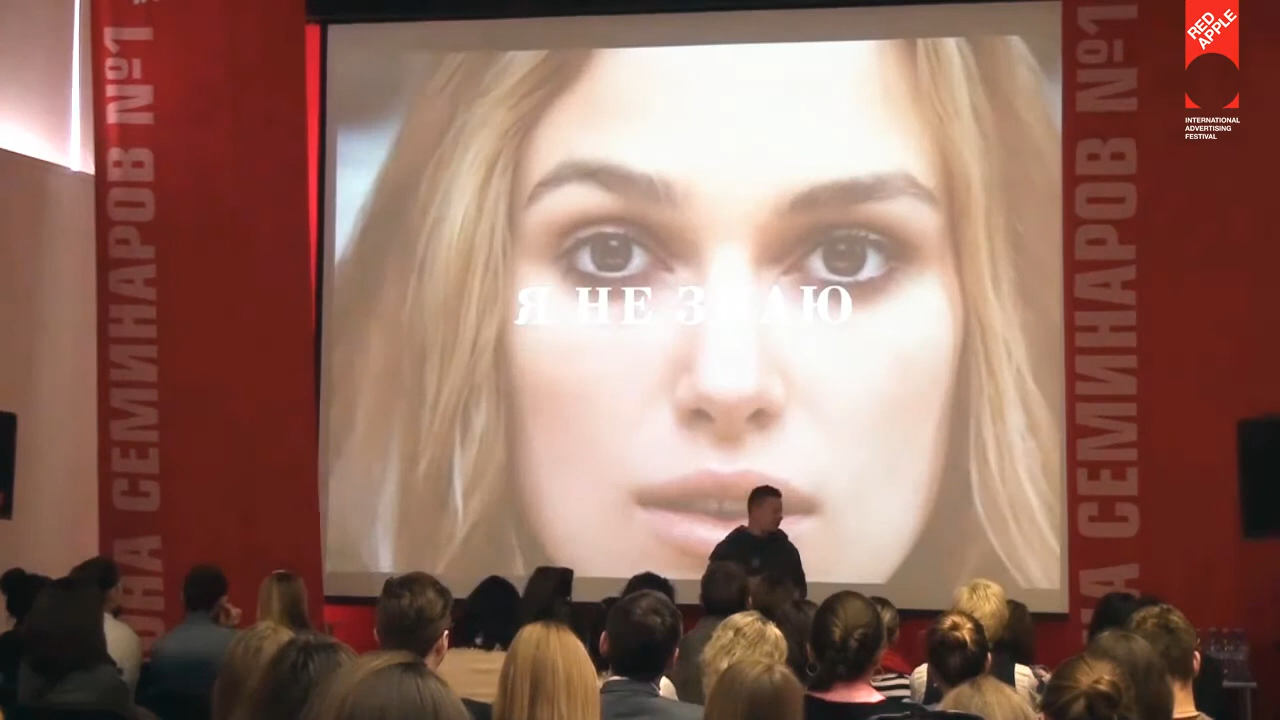 СЕМИНАРОВ №1
Я НЕ ЗНАЮ
СЕМИНАРОВ №1
RED
APPLE
INTERNATIONAL
ADVERTISING
FESTIVAL